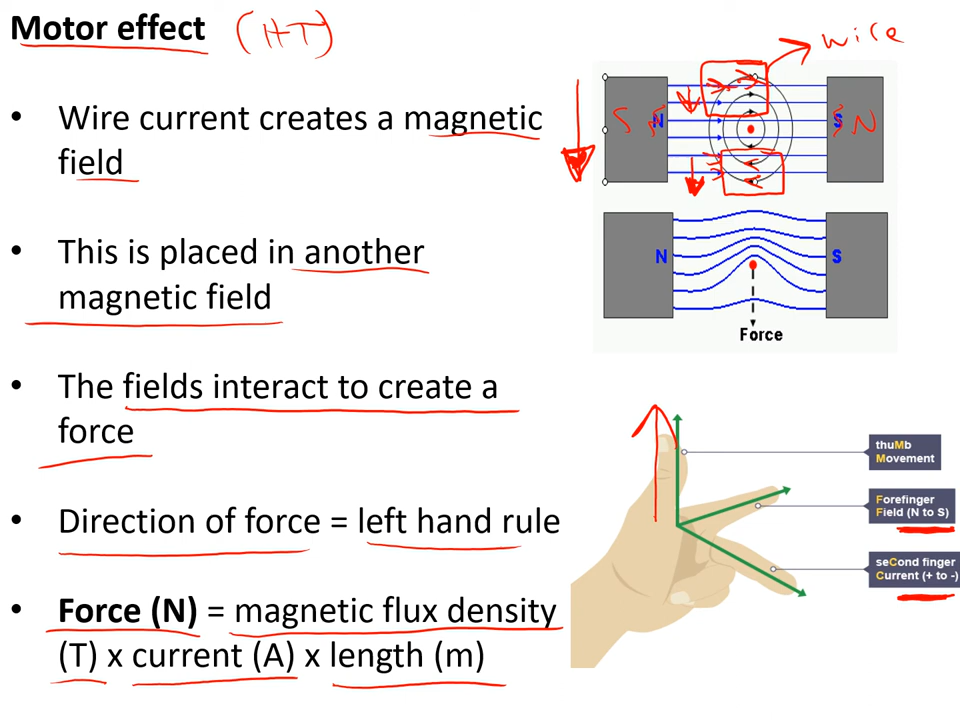 Motor effect (HT)
• Wire current creates a magnetic
field
• This is placed in another
magnetic field
• The fields interact to create a
force
• Direction of force = left hand rule
• Force (N) = magnetic flux density
(T) x current (A) x length (m)
wire
S N S N
N S
Force
thuMb
Movement
Forefinger
Field (N to S)
seCond finger
Current (+ to -)